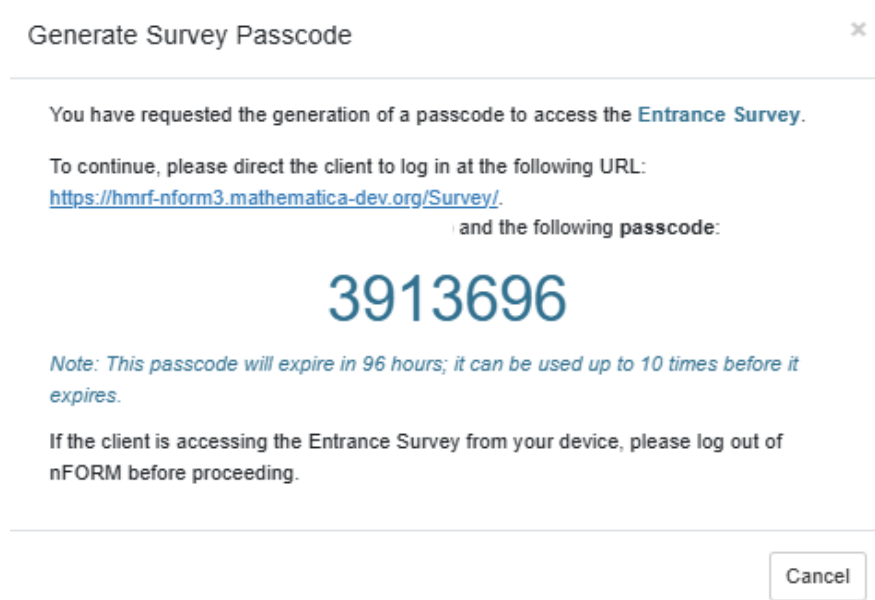 Generate Survey Passcode
×
You have requested the generation of a passcode to access the Entrance Survey.
To continue, please direct the client to log in at the following URL:
https://hmrf-nform3.mathematica-dev.org/Survey/.
and the following passcode:
3913696
Note: This passcode will expire in 96 hours; it can be used up to 10 times before it
expires.
If the client is accessing the Entrance Survey from your device, please log out of
nFORM before proceeding.
Cancel